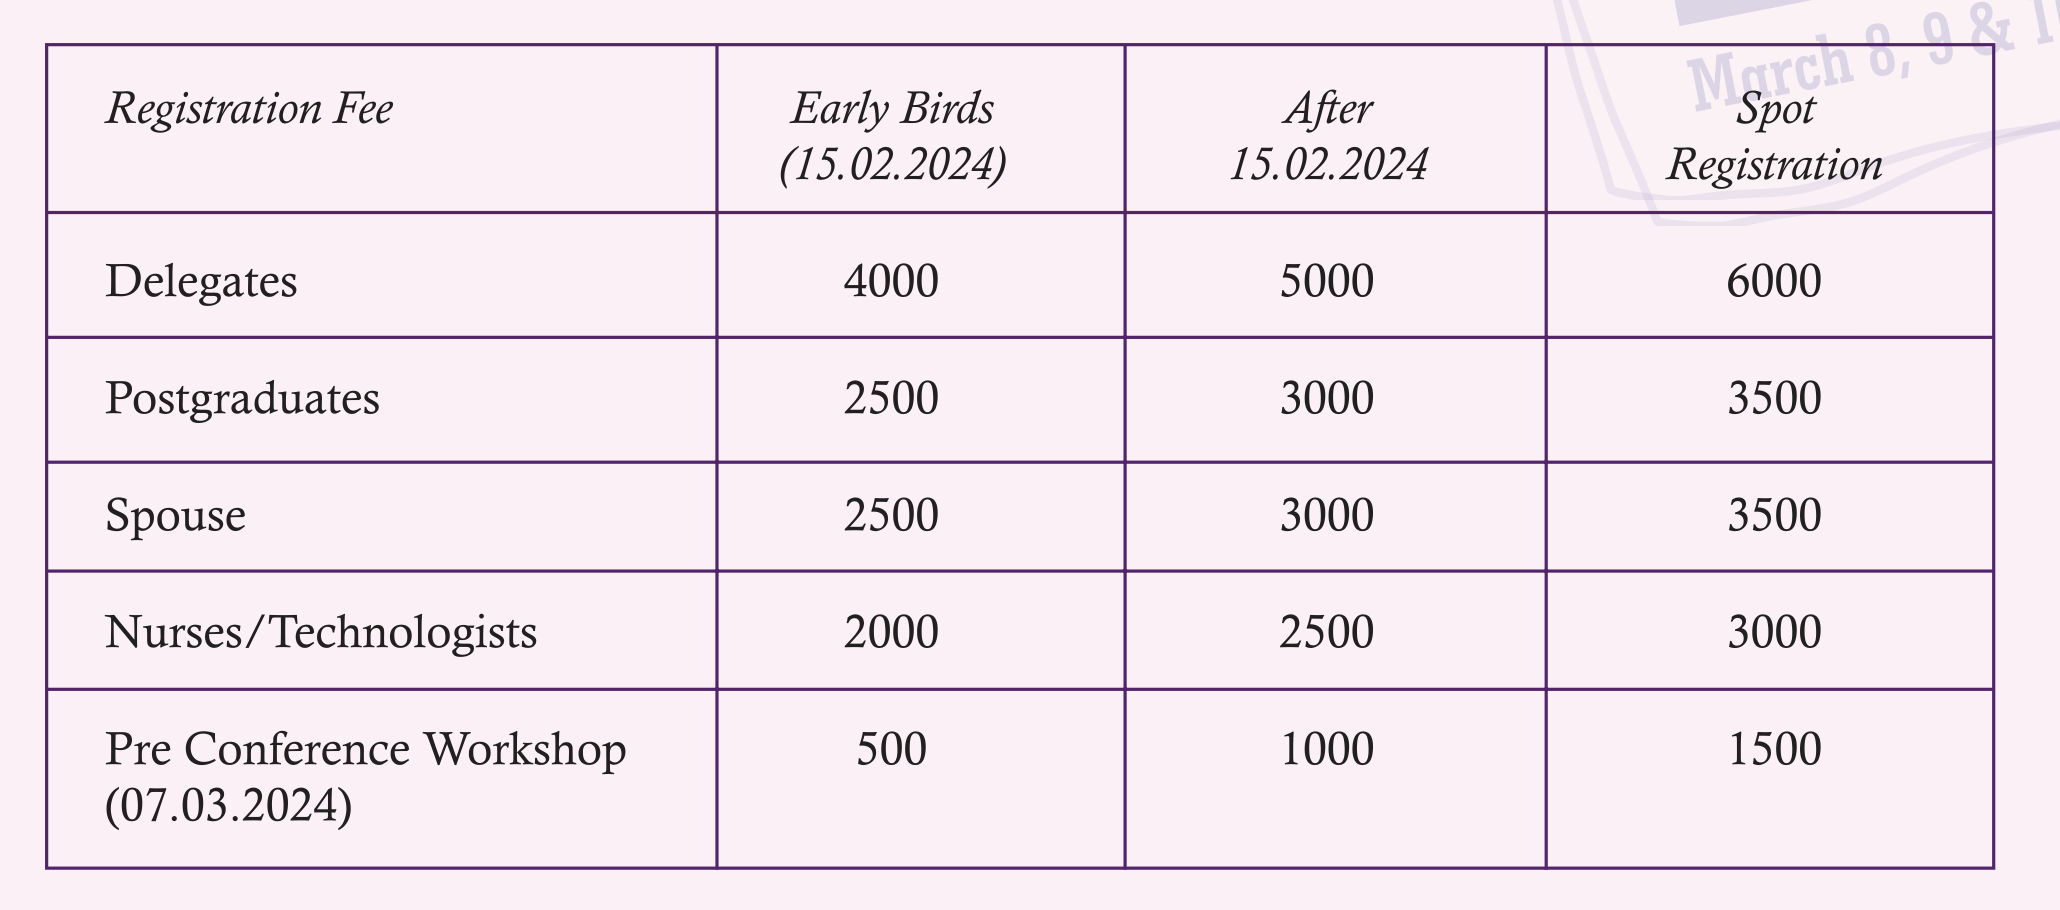 March 8, 9 &
Registration Fee Early Birds After Spot
(15.02.2024) 15.02.2024 Registration
Delegates 4000 5000 6000
Postgraduates 2500 3000 3500
Spouse 2500 3000 3500
Nurses/Technologists 2000 2500 3000
Pre Conference Workshop 500 1000 1500
(07.03.2024)